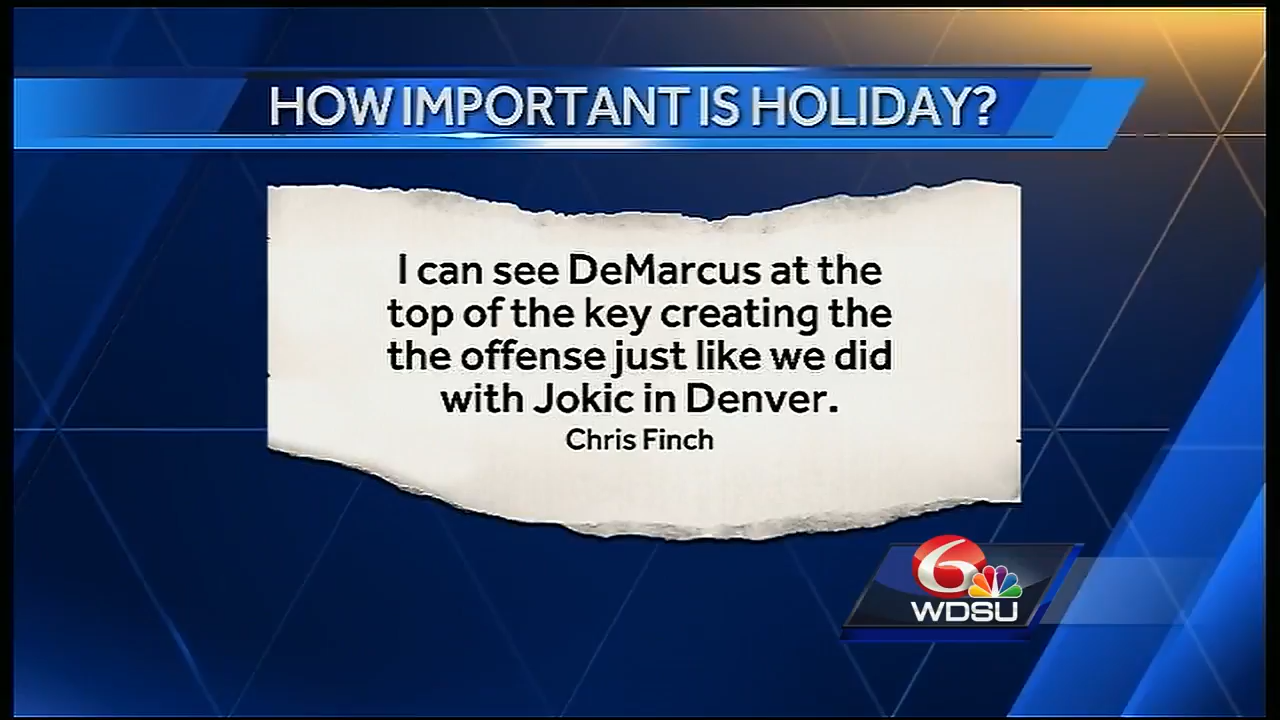 HOW IMPORTANT IS HOLIDAY?
I can see DeMarcus at the
top of the key creating the
the offense just like we did
with Jokic in Denver.
Chris Finch
6
WDSU